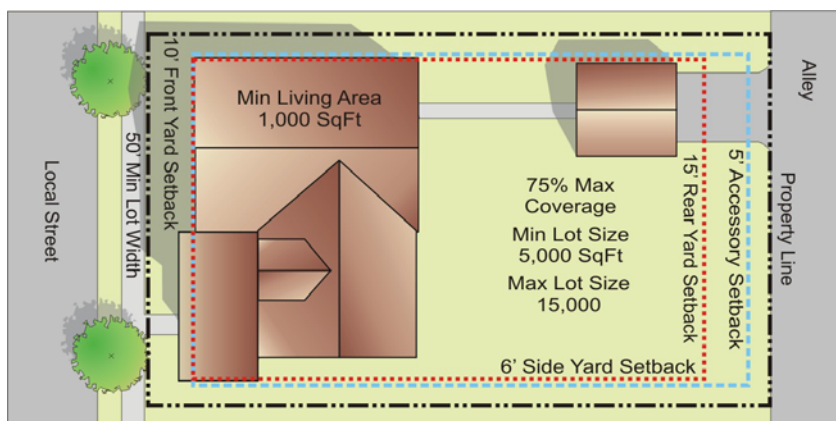 Local Street
50' Min Lot Width
10' Front Yard Setback
Min Living Area
1,000 SqFt
75% Max
Coverage
Min Lot Size
5,000 SqFt
Max Lot Size
15,000
6' Side Yard Setback
15' Rear Yard Setback
5' Accessory Setback
Alley
Property Line